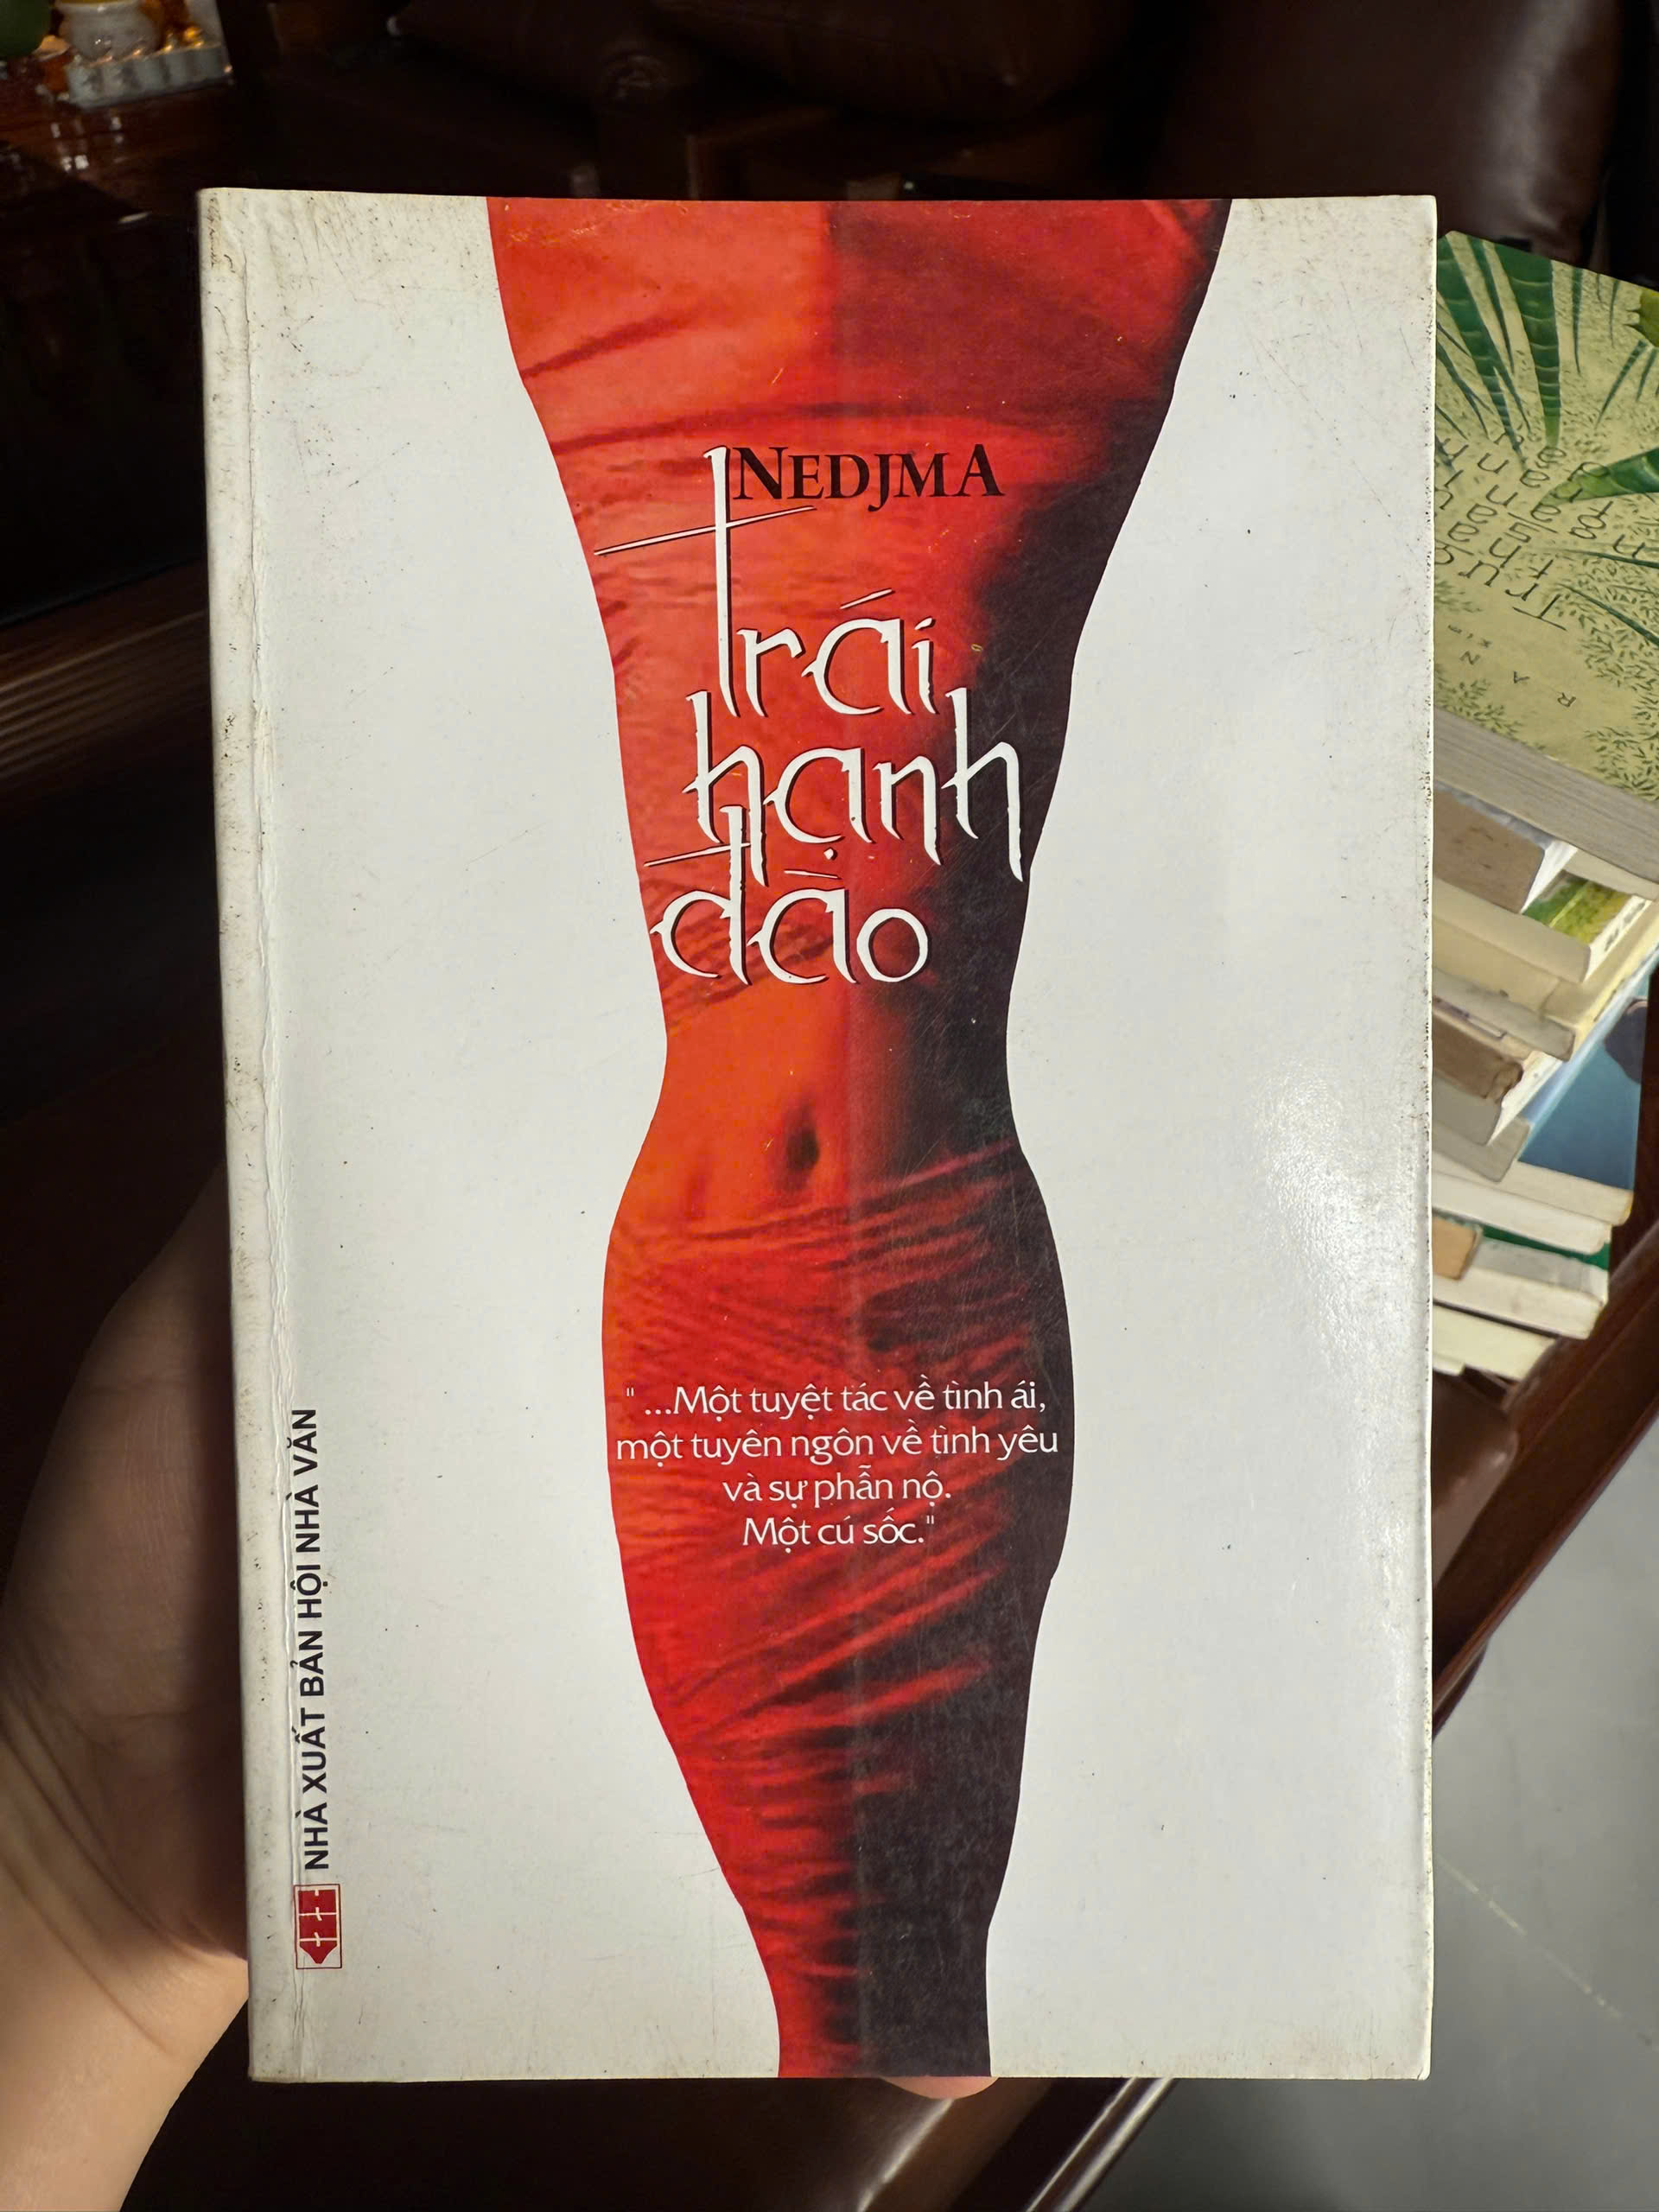 NEDJMA
Trái
hạnh
đào
" ...Một tuyệt tác về tình ái,
một tuyên ngôn về tình yêu
và sự phẫn nộ.
Một cú sốc."
NHÀ XUẤT BẢN HỘI NHÀ VĂN